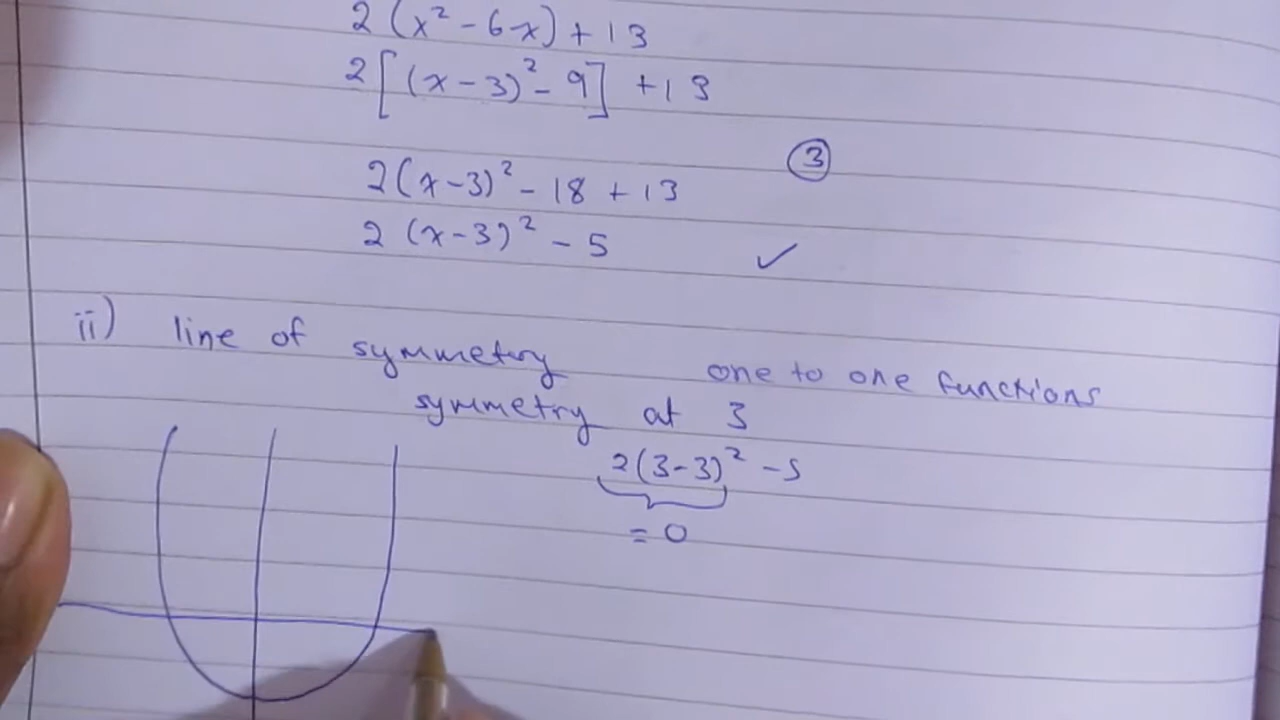 2 (x² - 6x) + 13
2 [(x - 3)² - 9] + 13
③
2(x-3)² - 18 + 13
2 (x-3)² - 5 ✓
ii) line of symmetry
one to one functions
symmetry at 3
2(3-3)² - 5
= 0